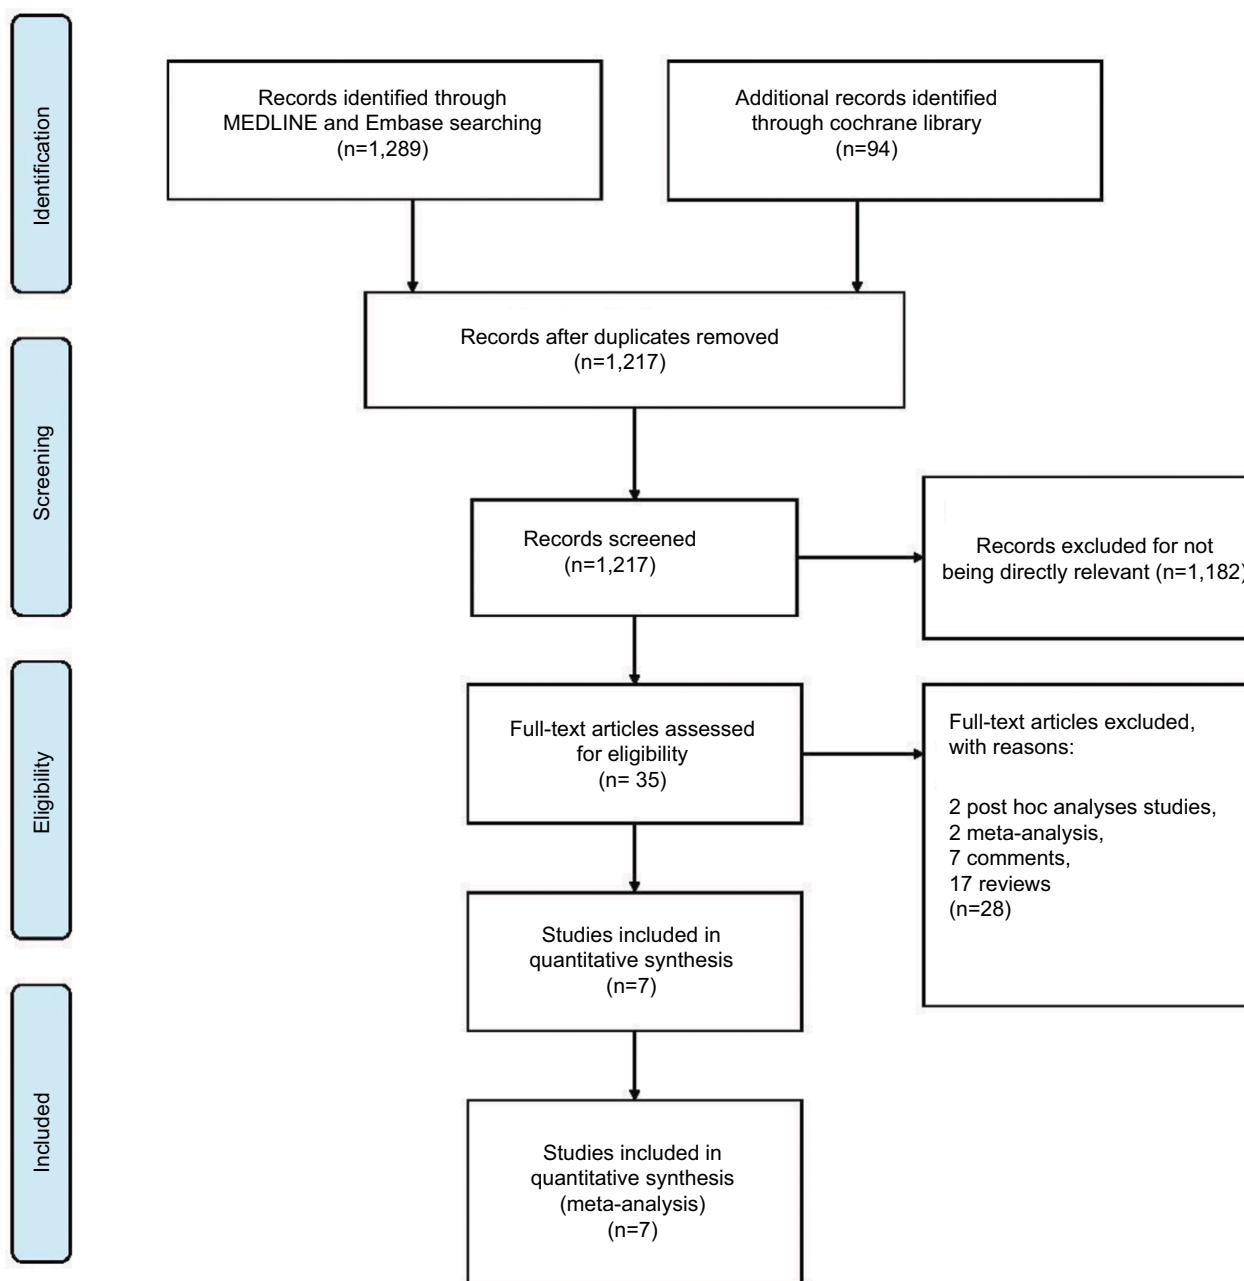 Identification
Records identified through
MEDLINE and Embase searching
(n=1,289)
Additional records identified
through cochrane library
(n=94)
Screening
Records after duplicates removed
(n=1,217)
Records screened
(n=1,217)
Records excluded for not
being directly relevant (n=1,182)
Eligibility
Full-text articles assessed
for eligibility
(n= 35)
Full-text articles excluded,
with reasons:
2 post hoc analyses studies,
2 meta-analysis,
7 comments,
17 reviews
(n=28)
Studies included in
quantitative synthesis
(n=7)
Included
Studies included in
quantitative synthesis
(meta-analysis)
(n=7)